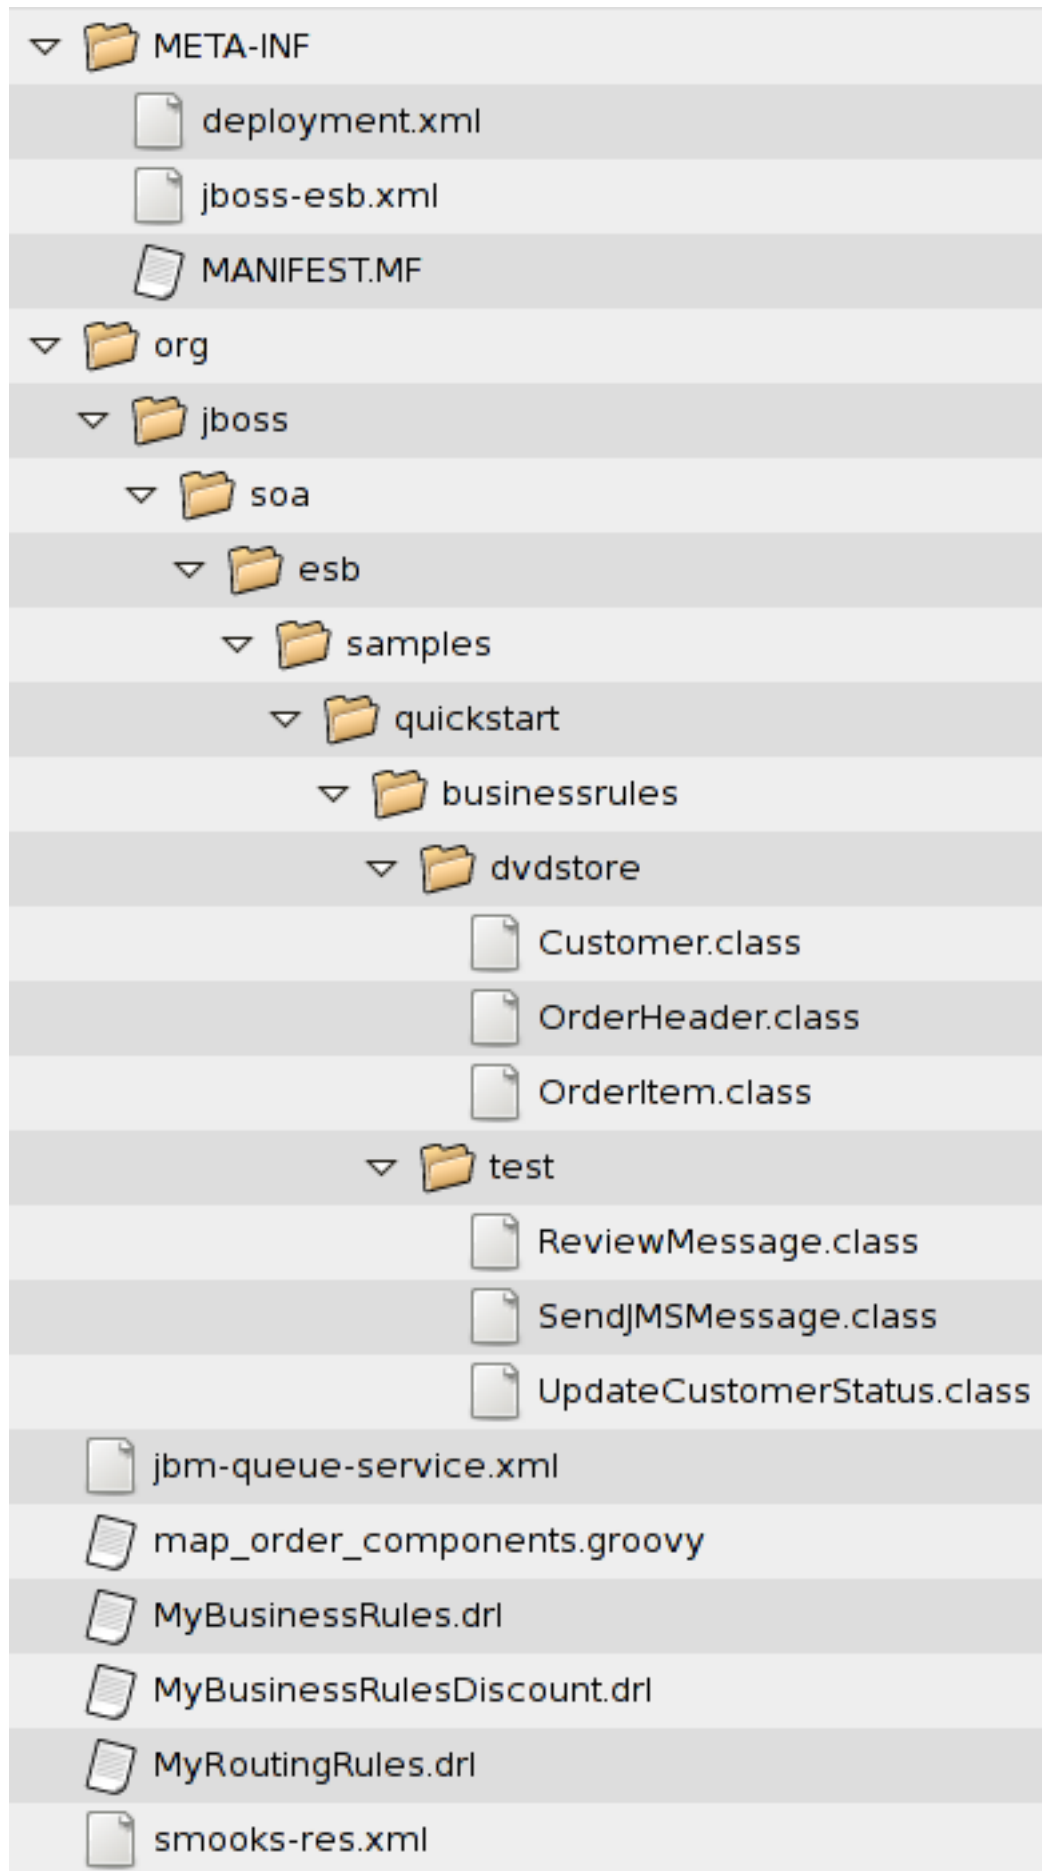 META-INF
deployment.xml
jboss-esb.xml
MANIFEST.MF
org
jboss
soa
esb
samples
quickstart
businessrules
dvdstore
Customer.class
OrderHeader.class
OrderItem.class
test
ReviewMessage.class
SendJMSMessage.class
UpdateCustomerStatus.class
jbm-queue-service.xml
map_order_components.groovy
MyBusinessRules.drl
MyBusinessRulesDiscount.drl
MyRoutingRules.drl
smooks-res.xml